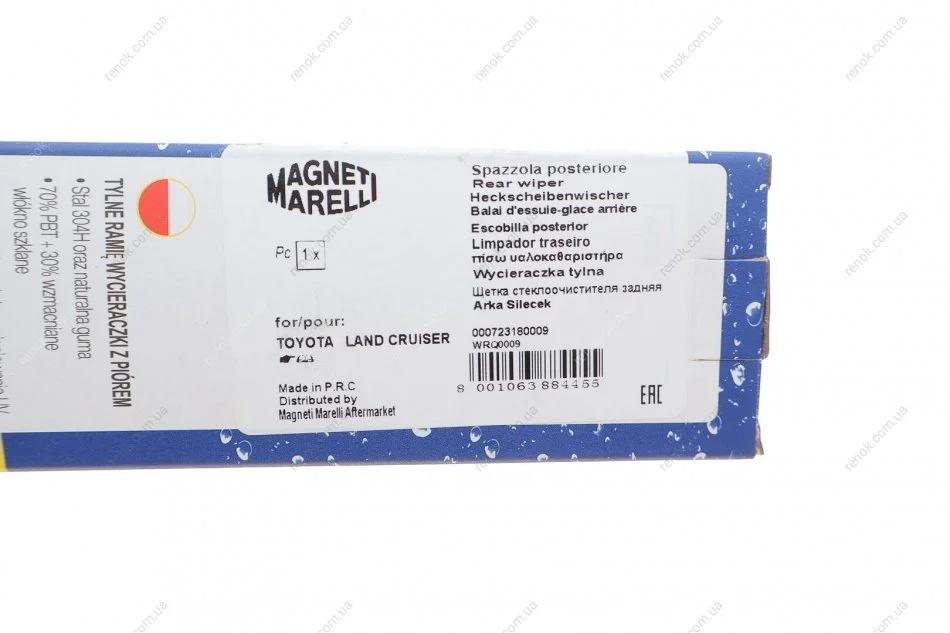 MAGNETI
MARELLI
Pc 1 x
for/pour:
TOYOTA LAND CRUISER
Made in P.R.C
Distributed by
Magneti Marelli Aftermarket
Spazzola posteriore
Rear wiper
Heckscheibenwischer
Balai d'essuie-glace arrière
Escobilla posterior
Limpador traseiro
πίσω υαλοκαθαριστήρα
Wycieraczka tylna
Щетка стеклоочистителя задняя
Arka Silecek
000723180009
WRQ0009
8 001063 884455
EAC
TYLNE RAMIĘ WYCIERACZKI Z PIÓREM
• Stal 304H oraz naturalna guma
• 70% PBT + 30% wzmacniane
włókno szklane
renok.com.ua